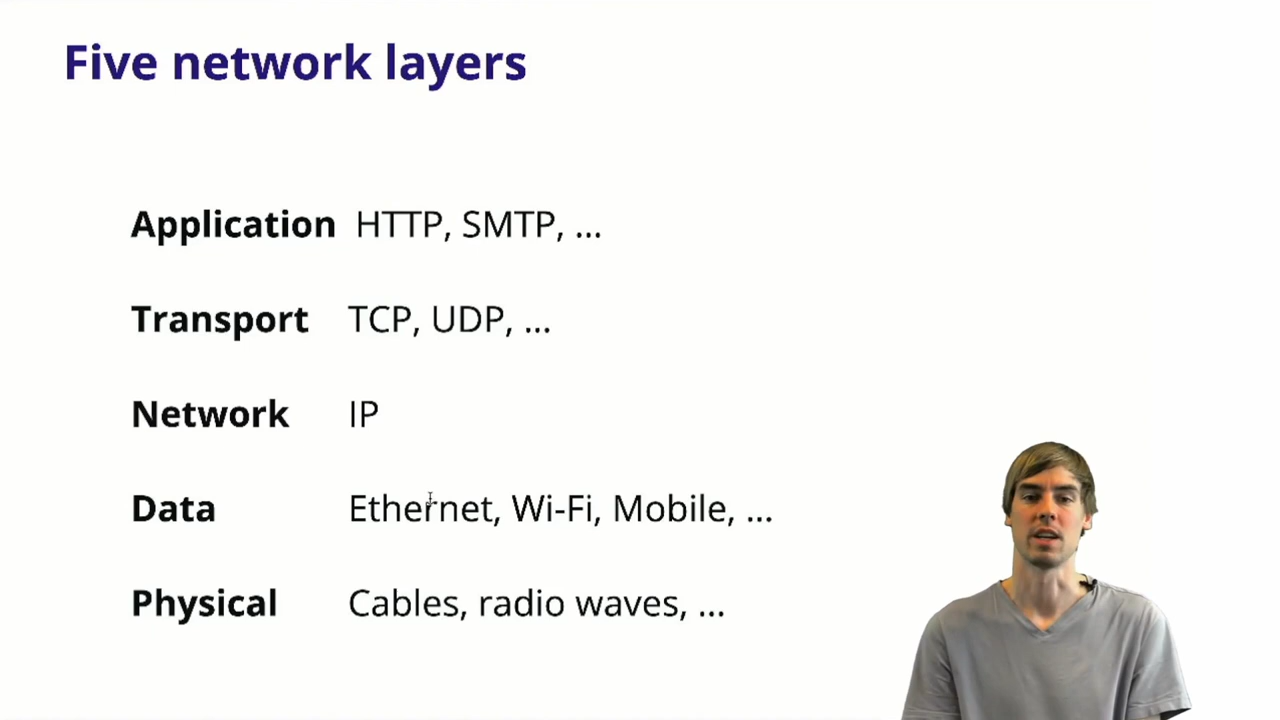 Five network layers
Application HTTP, SMTP, ...
Transport TCP, UDP, ...
Network IP
Data Ethernet, Wi-Fi, Mobile, ...
Physical Cables, radio waves, ...